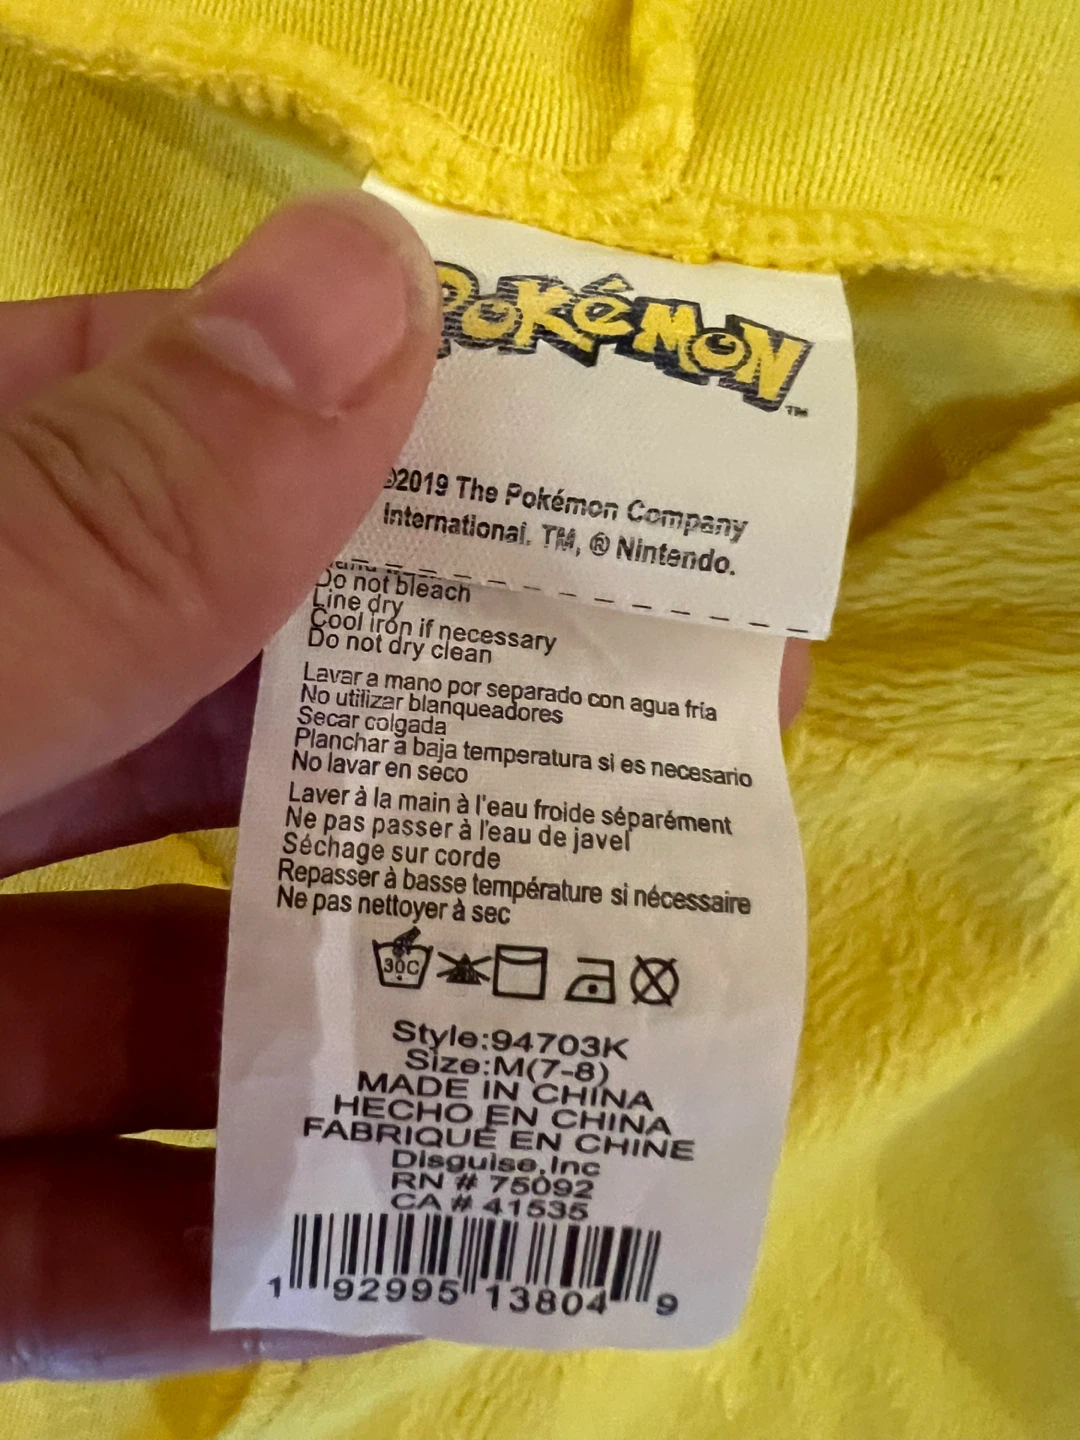 Pokémon
TM
©2019 The Pokémon Company
International. TM, ® Nintendo.
Do not bleach
Line dry
Cool iron if necessary
Do not dry clean
Lavar a mano por separado con agua fría
No utilizar blanqueadores
Secar colgada
Planchar a baja temperatura si es necesario
No lavar en seco
Laver à la main à l'eau froide séparément
Ne pas passer à l'eau de javel
Séchage sur corde
Repasser à basse température si nécessaire
Ne pas nettoyer à sec
30C
Style:94703K
Size:M(7-8)
MADE IN CHINA
HECHO EN CHINA
FABRIQUÉ EN CHINE
Disguise,Inc
RN # 75092
CA # 41535
1 92995 13804 9